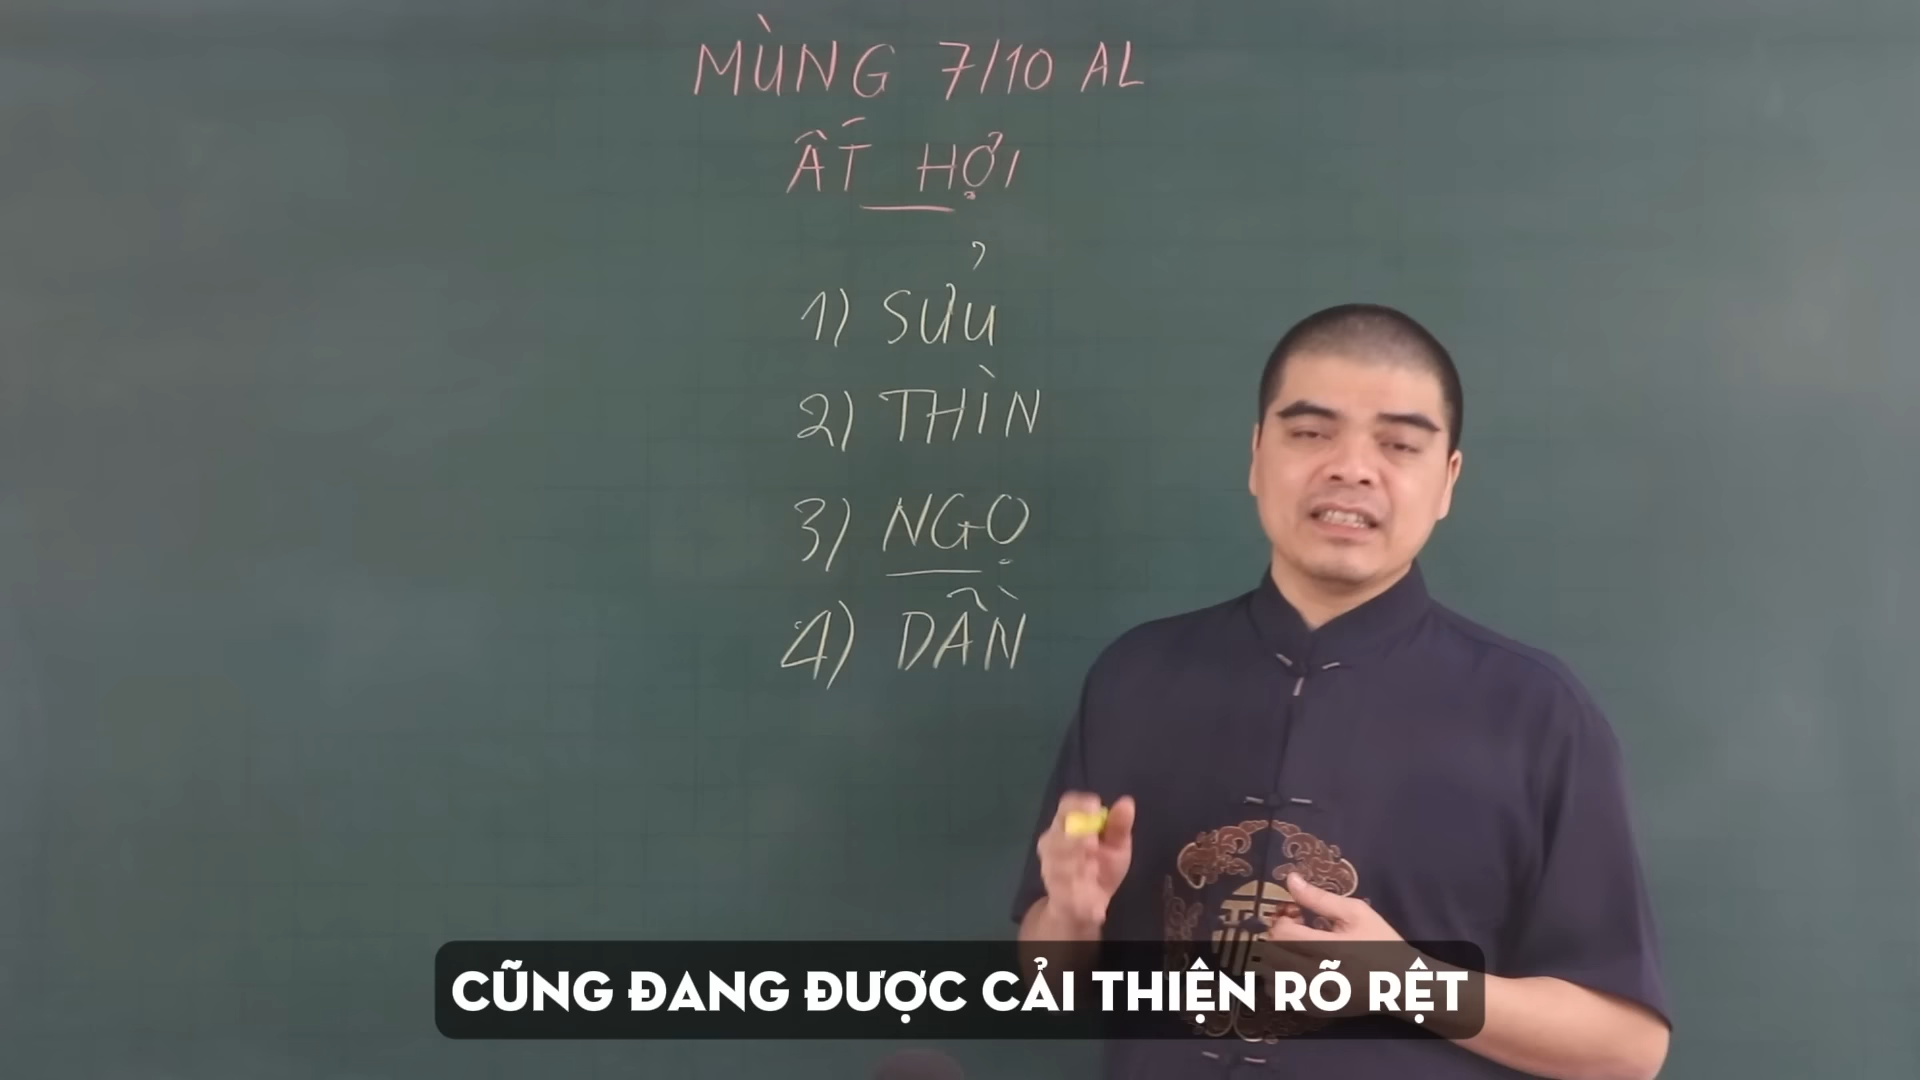 MÙNG 7/10 AL
ẤT HỢI
1) SỬU
2) THÌN
3) NGỌ
4) DẦN
CŨNG ĐANG ĐƯỢC CẢI THIỆN RÕ RỆT